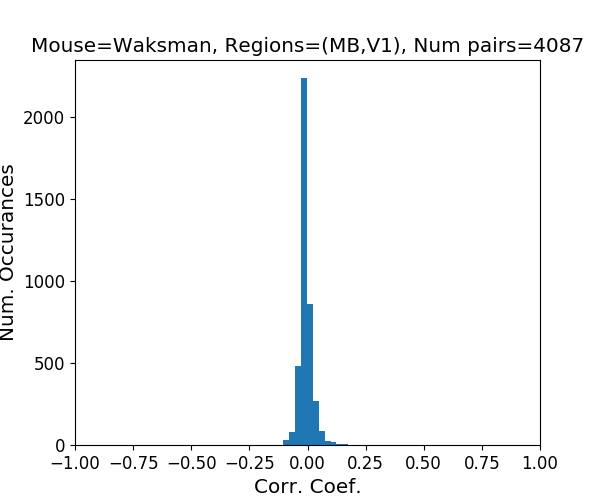 Mouse=Waksman, Regions=(MB,V1), Num pairs=4087
Num. Occurances
2000
1500
1000
500
0
−1.00 −0.75 −0.50 −0.25 0.00 0.25 0.50 0.75 1.00
Corr. Coef.